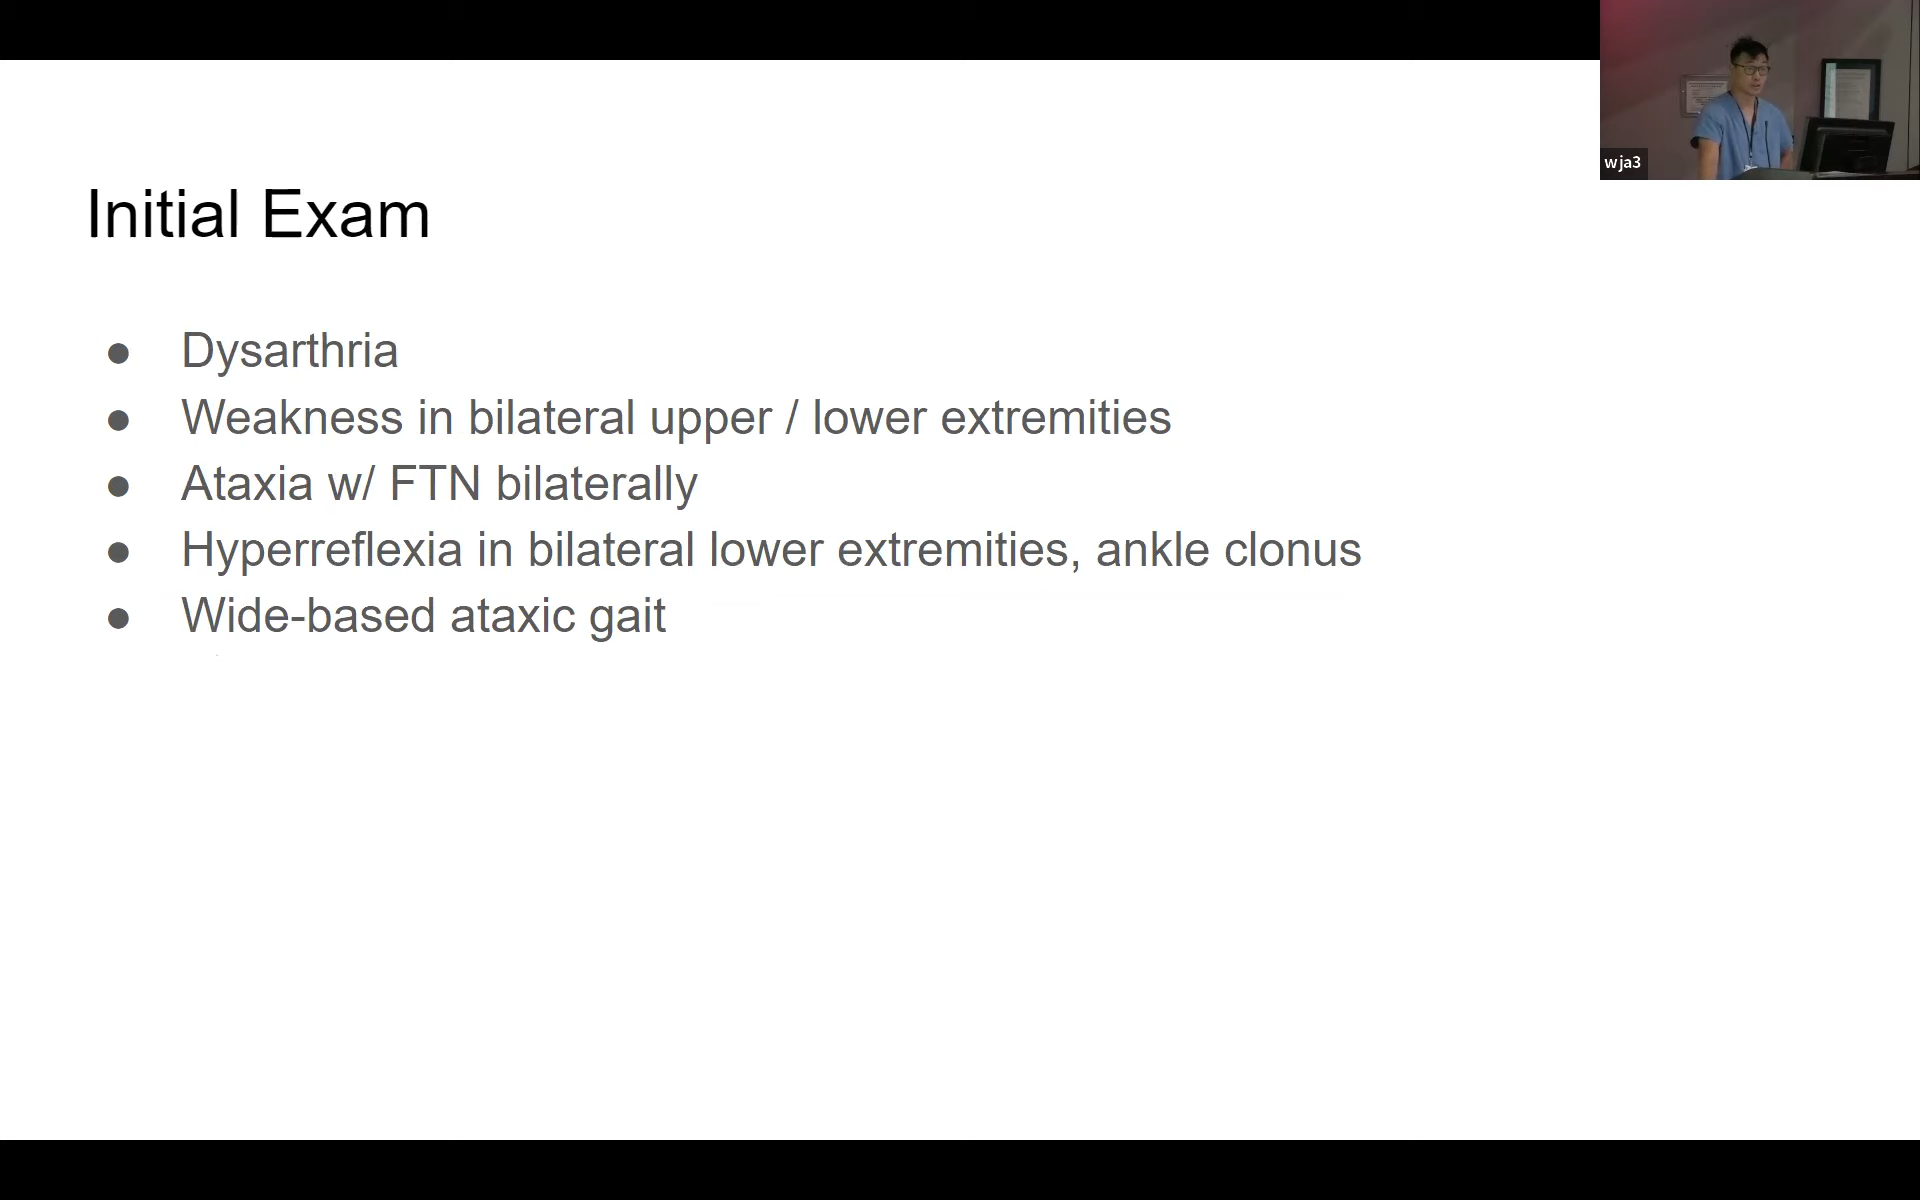 Initial Exam
● Dysarthria
● Weakness in bilateral upper / lower extremities
● Ataxia w/ FTN bilaterally
● Hyperreflexia in bilateral lower extremities, ankle clonus
● Wide-based ataxic gait
wja3